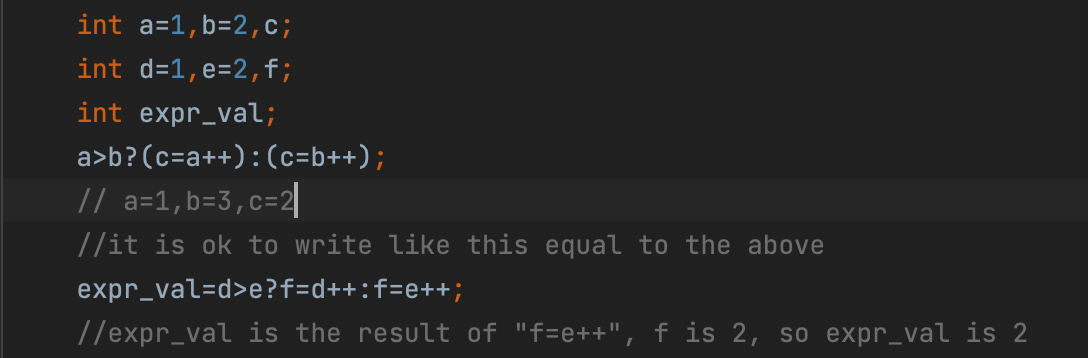 int a=1,b=2,c;
int d=1,e=2,f;
int expr_val;
a>b?(c=a++):(c=b++);
// a=1,b=3,c=2
//it is ok to write like this equal to the above
expr_val=d>e?f=d++:f=e++;
//expr_val is the result of "f=e++", f is 2, so expr_val is 2